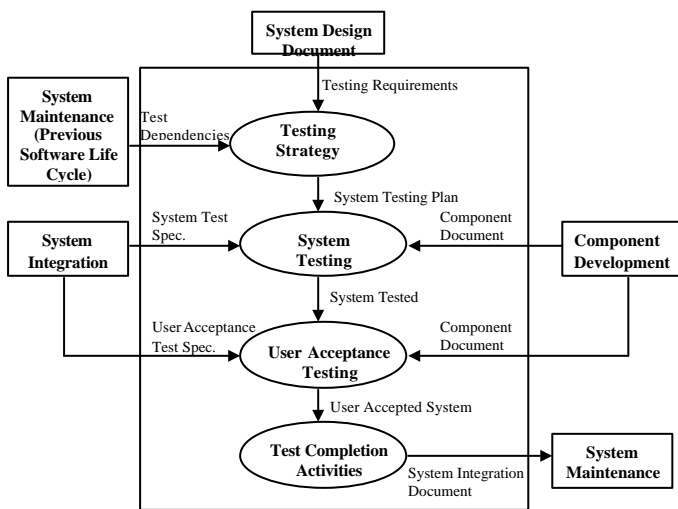 System Design
Document
Testing Requirements
System
Maintenance
(Previous
Software Life
Cycle)
Test
Dependencies
Testing
Strategy
System Testing Plan
System Test
Spec.
Component
Document
System
Integration
System
Testing
Component
Development
System Tested
User Acceptance
Test Spec.
Component
Document
User Acceptance
Testing
User Accepted System
Test Completion
Activities
System
Maintenance
System Integration
Document